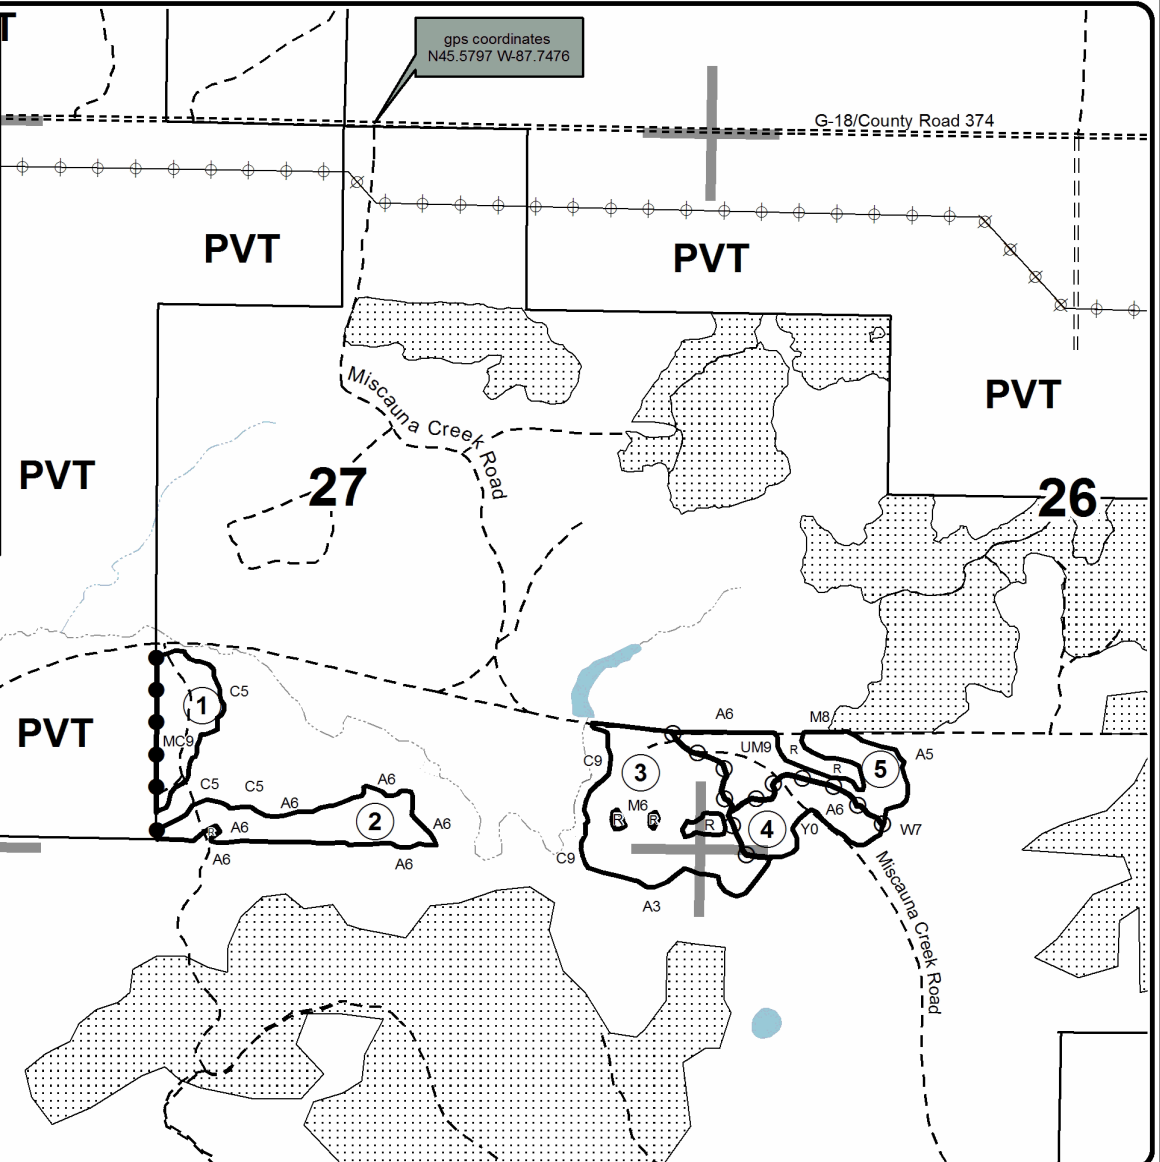 T
gps coordinates
N45.5797 W-87.7476
G-18/County Road 374
PVT
PVT
PVT
Miscauna Creek Road
PVT
27
26
C5
1
PVT
MC9
A6
M8
UM9
R
A5
C9
3
R
5
C5
C5
A6
A6
M6
A6
R
R
R
2
A6
R
A6
4
Y0
W7
A6
A6
C9
Miscauna Creek Road
A3